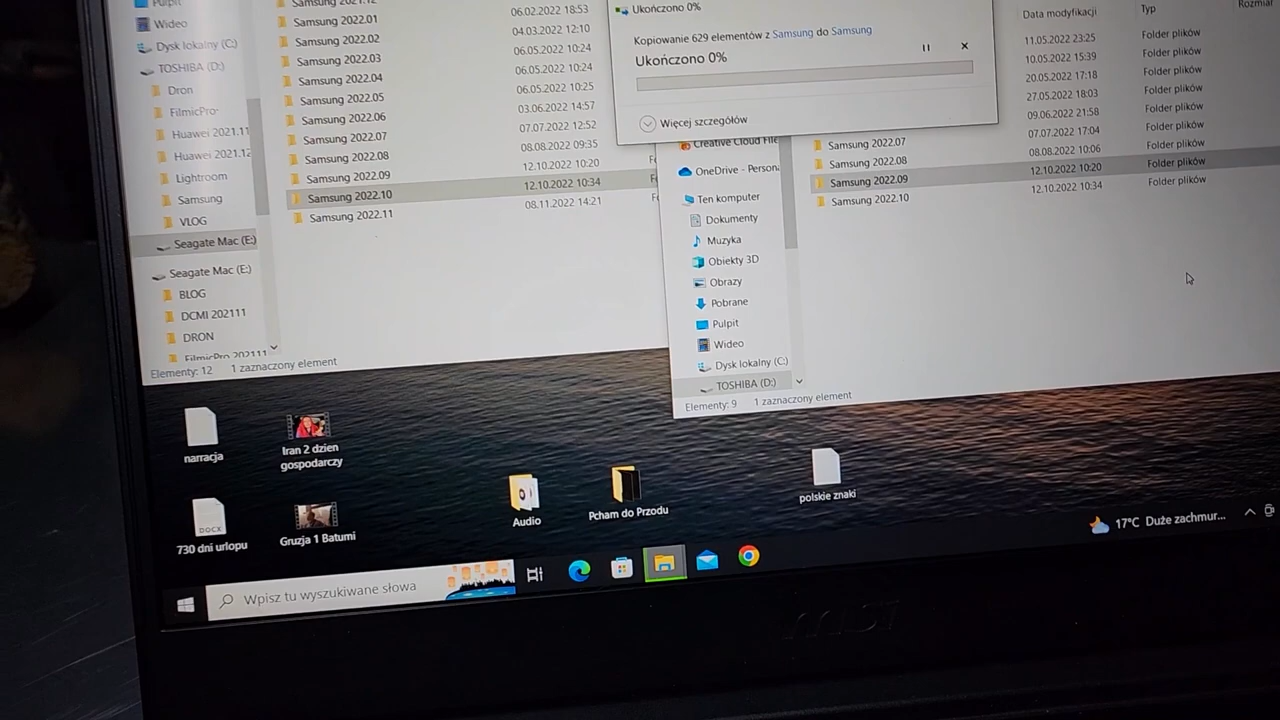 Pulpit
Wideo
Dysk lokalny (C:)
TOSHIBA (D:)
Dron
FilmicPro-
Huawei 2021.11
Huawei 2021.12
Lightroom
Samsung
VLOG
Seagate Mac (E:)
Seagate Mac (E:)
BLOG
DCMI 202111
DRON
FilmicPro 202111
Elementy: 12 1 zaznaczony element
Samsung 2021.12
Samsung 2022.01 06.02.2022 18:53
Samsung 2022.02 04.03.2022 12:10
Samsung 2022.03 06.05.2022 10:24
Samsung 2022.04 06.05.2022 10:24
Samsung 2022.05 06.05.2022 10:25
Samsung 2022.06 03.06.2022 14:57
Samsung 2022.07 07.07.2022 12:52
Samsung 2022.08 08.08.2022 09:35
Samsung 2022.09 12.10.2022 10:20
Samsung 2022.10 12.10.2022 10:34
Samsung 2022.11 08.11.2022 14:21
Ukończono 0%
Kopiowanie 629 elementów z Samsung do Samsung
Ukończono 0%
Więcej szczegółów
Data modyfikacji Typ Rozmiar
11.05.2022 23:25 Folder plików
10.05.2022 15:39 Folder plików
20.05.2022 17:18 Folder plików
27.05.2022 18:03 Folder plików
09.06.2022 21:58 Folder plików
Samsung 2022.07 07.07.2022 17:04 Folder plików
Samsung 2022.08 08.08.2022 10:06 Folder plików
Samsung 2022.09 12.10.2022 10:20 Folder plików
Samsung 2022.10 12.10.2022 10:34 Folder plików
Creative Cloud File
OneDrive - Persona
Ten komputer
Dokumenty
Muzyka
Obiekty 3D
Obrazy
Pobrane
Pulpit
Wideo
Dysk lokalny (C:)
TOSHIBA (D:)
Elementy: 9 1 zaznaczony element
narracja
Iran 2 dzien
gospodarczy
DOCX
730 dni urlopu
Gruzja 1 Batumi
Audio
Pcham do Przodu
polskie znaki
Wpisz tu wyszukiwane słowa
17°C Duże zachmur...
msi